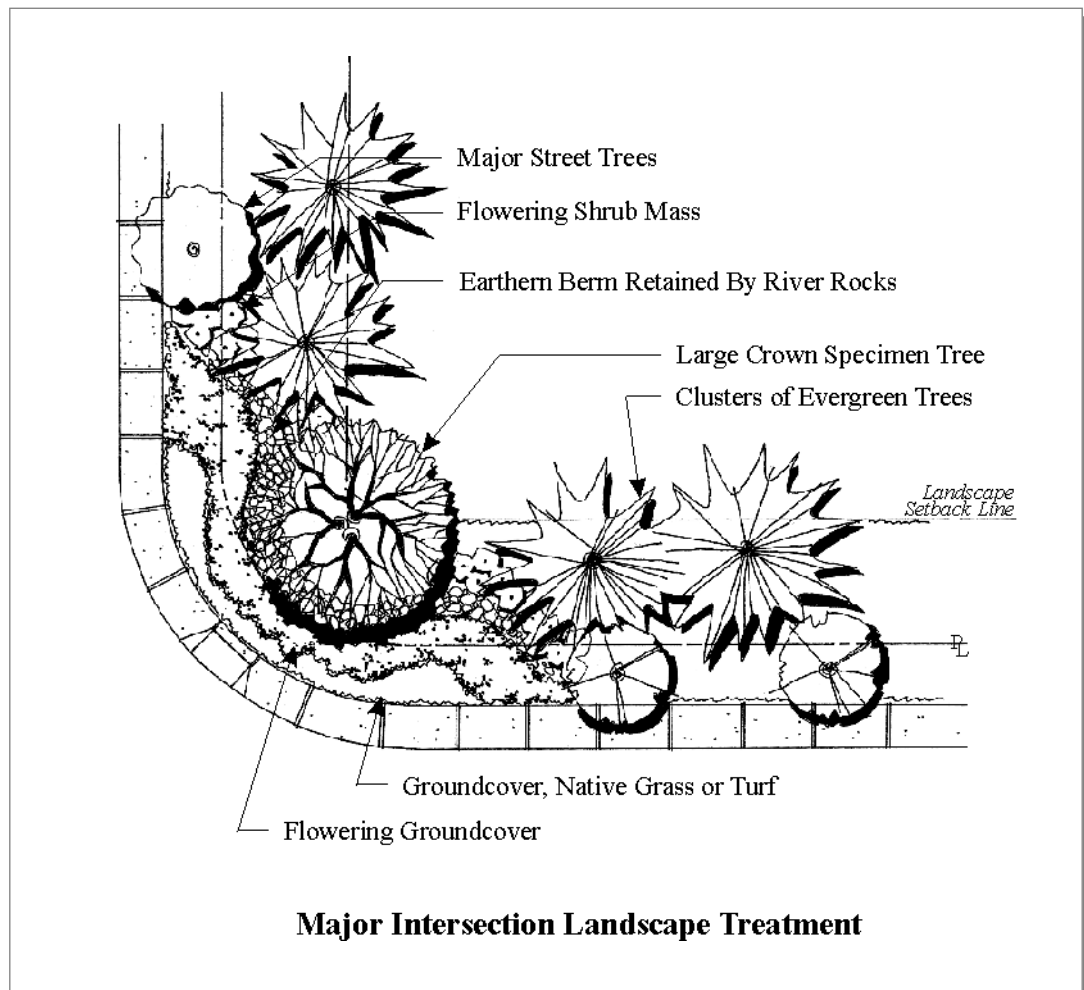 Major Street Trees
Flowering Shrub Mass
Earthern Berm Retained By River Rocks
Large Crown Specimen Tree
Clusters of Evergreen Trees
Landscape
Setback Line
PL
Groundcover, Native Grass or Turf
Flowering Groundcover
Major Intersection Landscape Treatment